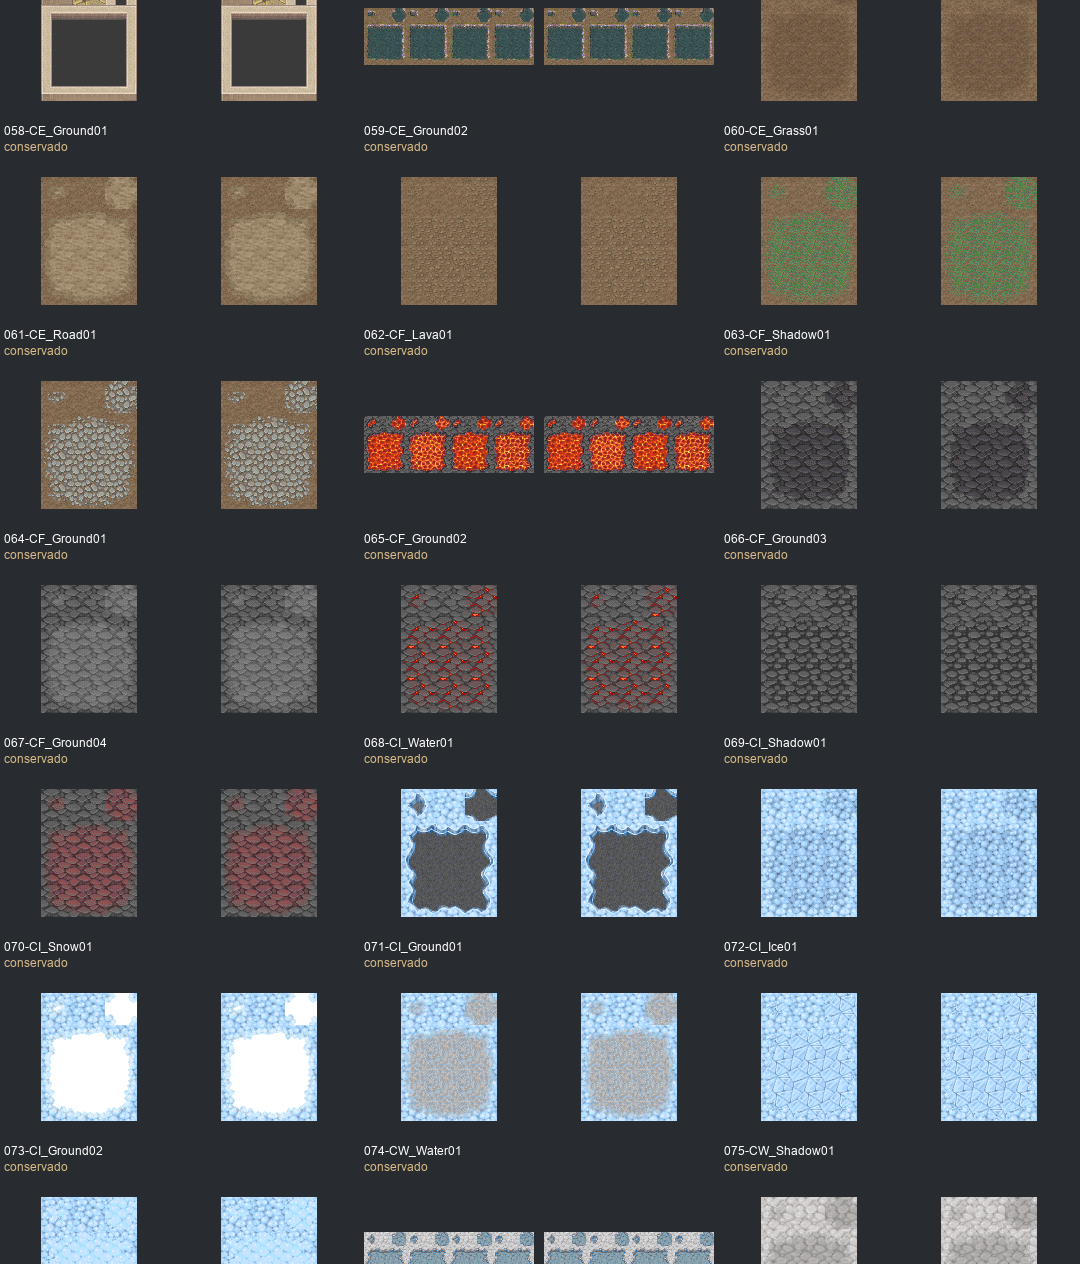 058-CE_Ground01
conservado
059-CE_Ground02
conservado
060-CE_Grass01
conservado
061-CE_Road01
conservado
062-CF_Lava01
conservado
063-CF_Shadow01
conservado
064-CF_Ground01
conservado
065-CF_Ground02
conservado
066-CF_Ground03
conservado
067-CF_Ground04
conservado
068-CI_Water01
conservado
069-CI_Shadow01
conservado
070-CI_Snow01
conservado
071-CI_Ground01
conservado
072-CI_Ice01
conservado
073-CI_Ground02
conservado
074-CW_Water01
conservado
075-CW_Shadow01
conservado